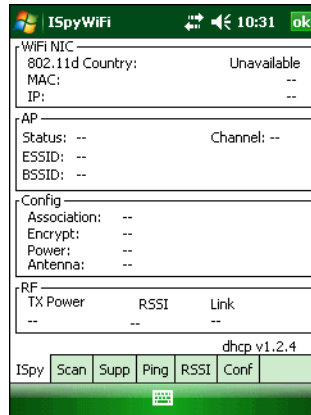 ISpyWiFi 10:31 ok
WiFi NIC
802.11d Country: Unavailable
MAC: --
IP: --
AP
Status: -- Channel: --
ESSID: --
BSSID: --
Config
Association: --
Encrypt: --
Power: --
Antenna: --
RF
TX Power RSSI Link
-- -- --
dhcp v1.2.4
ISpy Scan Supp Ping RSSI Conf